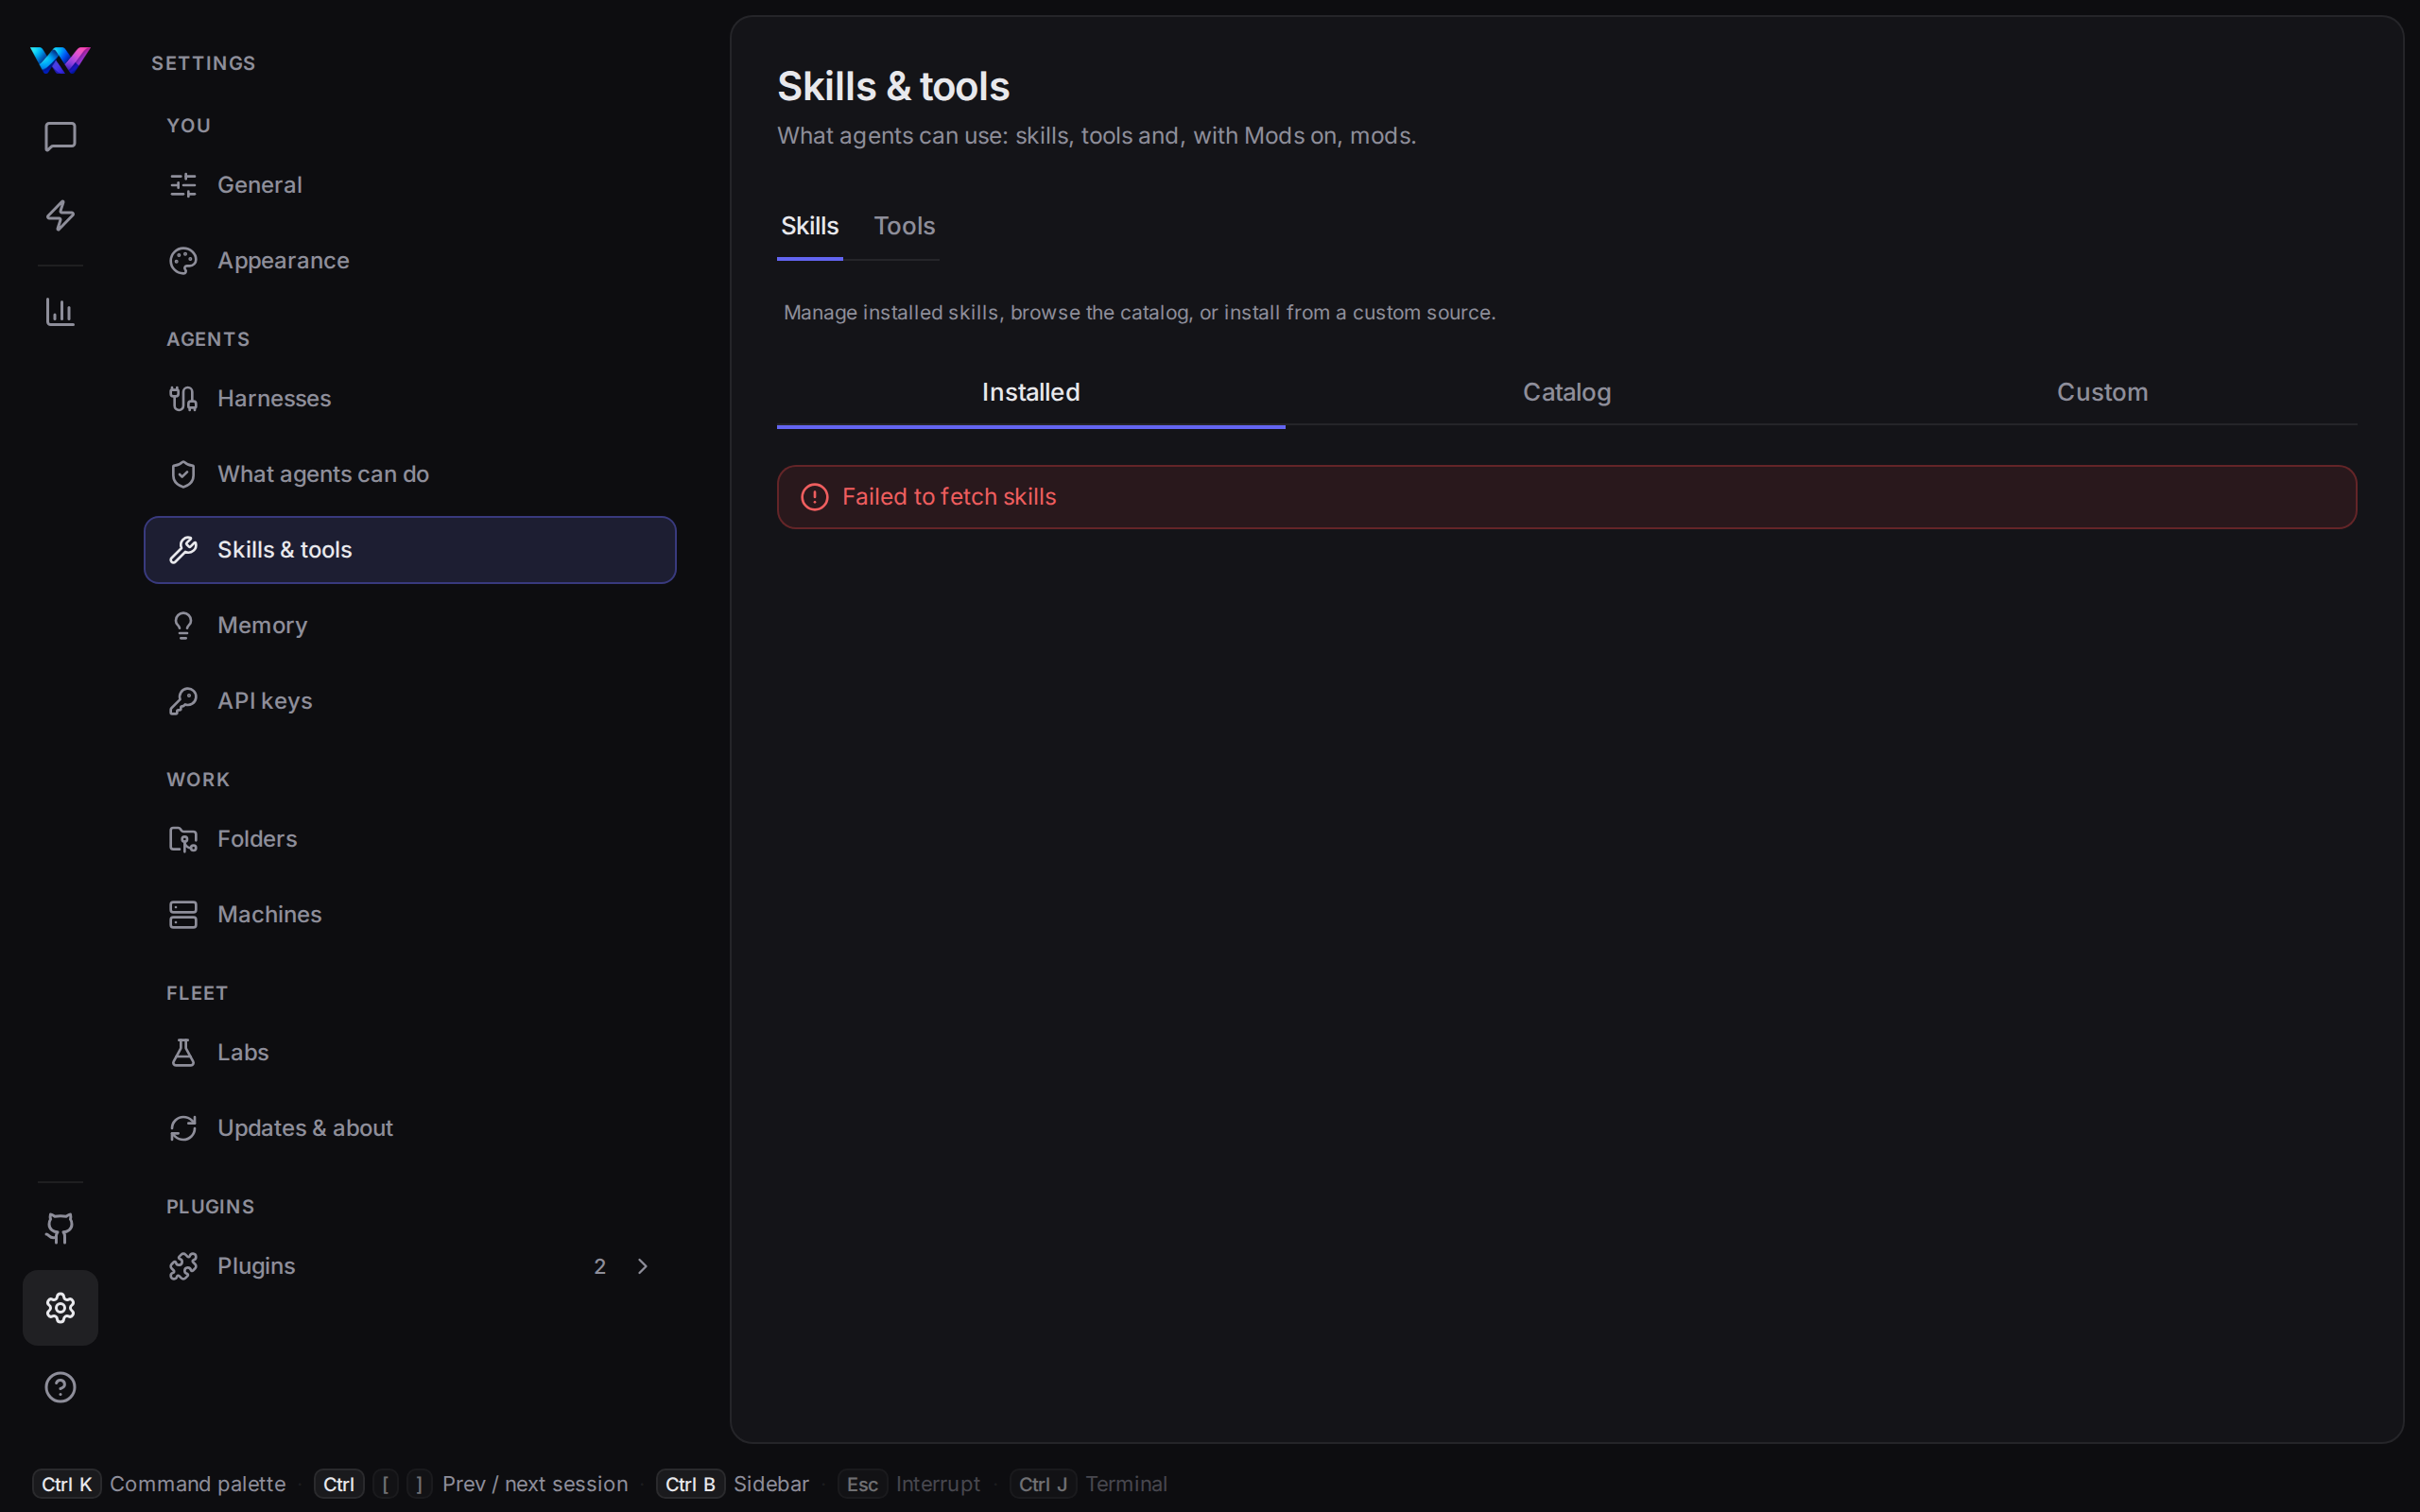 SETTINGS
YOU
General
Appearance
AGENTS
Harnesses
What agents can do
Skills & tools
Memory
API keys
WORK
Folders
Machines
FLEET
Labs
Updates & about
PLUGINS
Plugins 2
Skills & tools
What agents can use: skills, tools and, with Mods on, mods.
Skills Tools
Manage installed skills, browse the catalog, or install from a custom source.
Installed Catalog Custom
Failed to fetch skills
Ctrl K Command palette · Ctrl [ ] Prev / next session · Ctrl B Sidebar · Esc Interrupt · Ctrl J Terminal